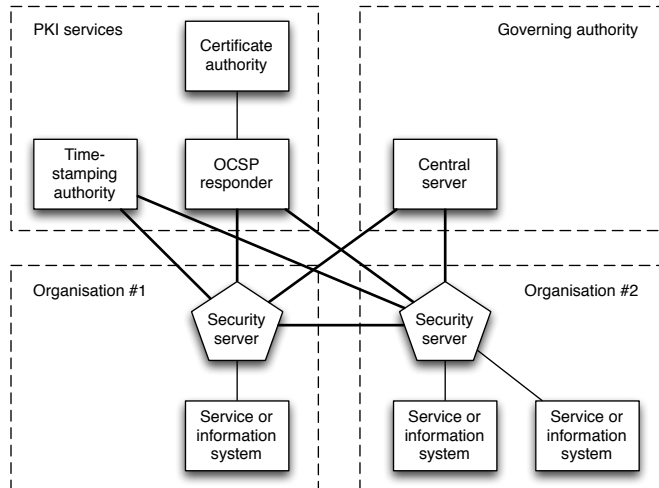 PKI services
Certificate
authority
Governing authority
Time-
stamping
authority
OCSP
responder
Central
server
Organisation #1
Security
server
Organisation #2
Security
server
Service or
information
system
Service or
information
system
Service or
information
system